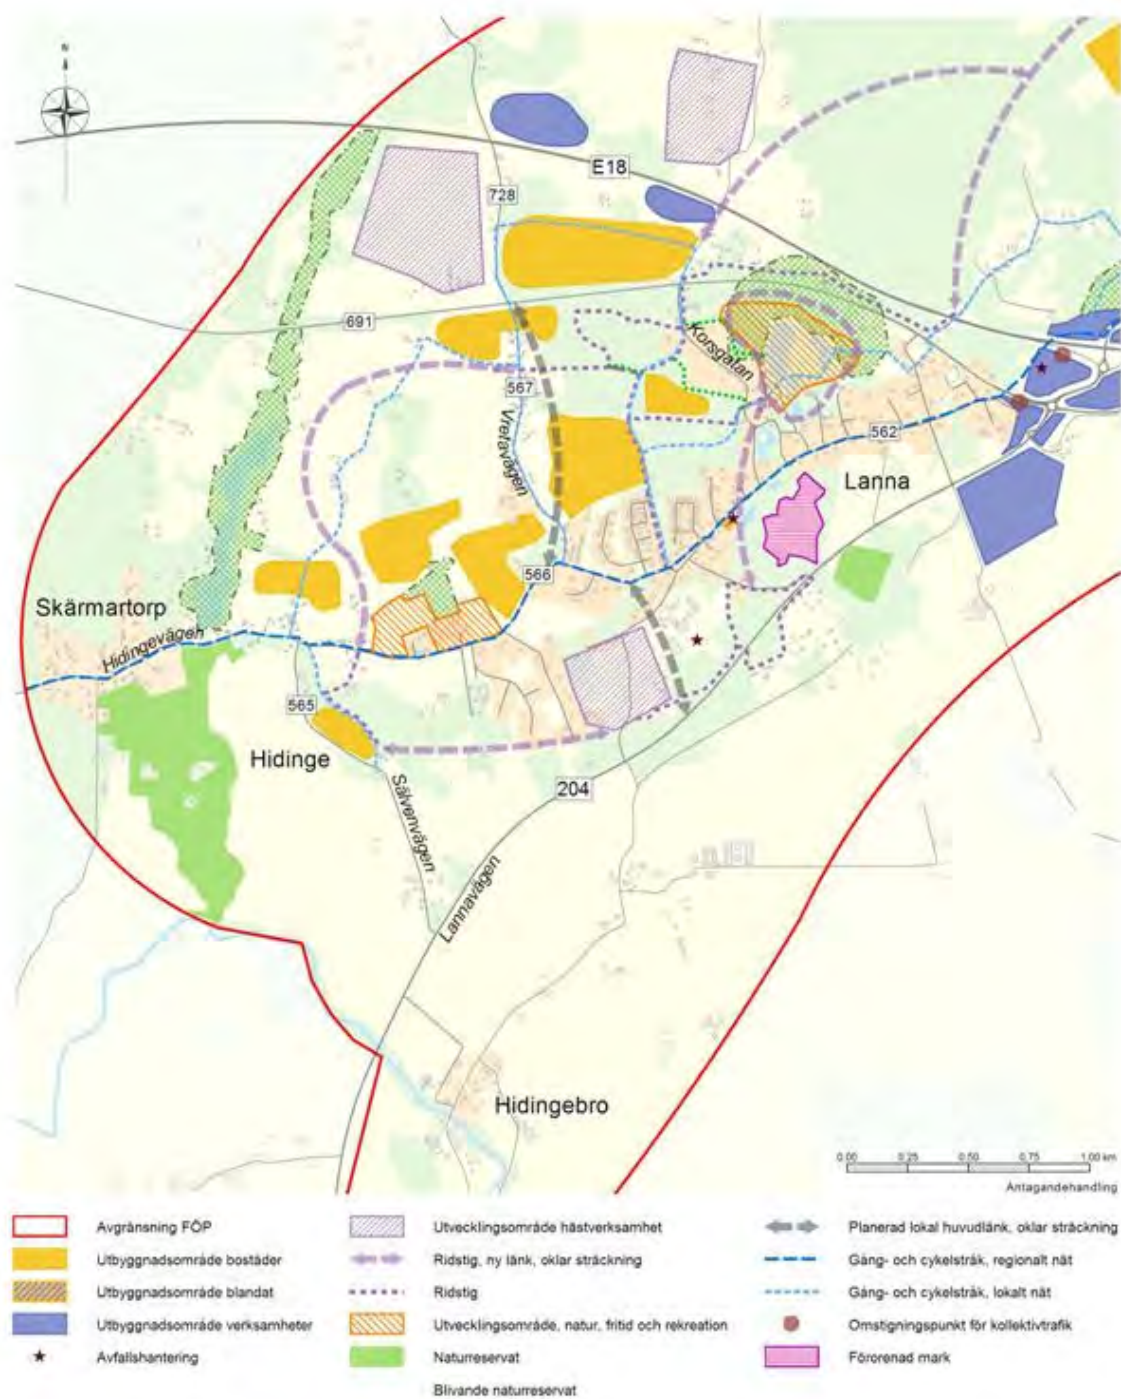 N
E18
728
691
Korsgatan
567
Vretavägen
562
Lanna
566
Skärmartorp
Hidingevägen
565
Hidinge
204
Sälvenvägen
Lannavägen
Hidingebro
0.00 0.25 0.50 0.75 1.00 km
Antagandehandling
Avgränsning FÖP
Utbyggnadsområde bostäder
Utbyggnadsområde blandat
Utbyggnadsområde verksamheter
Avfallshantering
Utvecklingsområde hästverksamhet
Ridstig, ny länk, oklar sträckning
Ridstig
Utvecklingsområde, natur, fritid och rekreation
Naturreservat
Blivande naturreservat
Planerad lokal huvudlänk, oklar sträckning
Gång- och cykelstråk, regionalt nät
Gång- och cykelstråk, lokalt nät
Omstigningspunkt för kollektivtrafik
Förorenad mark